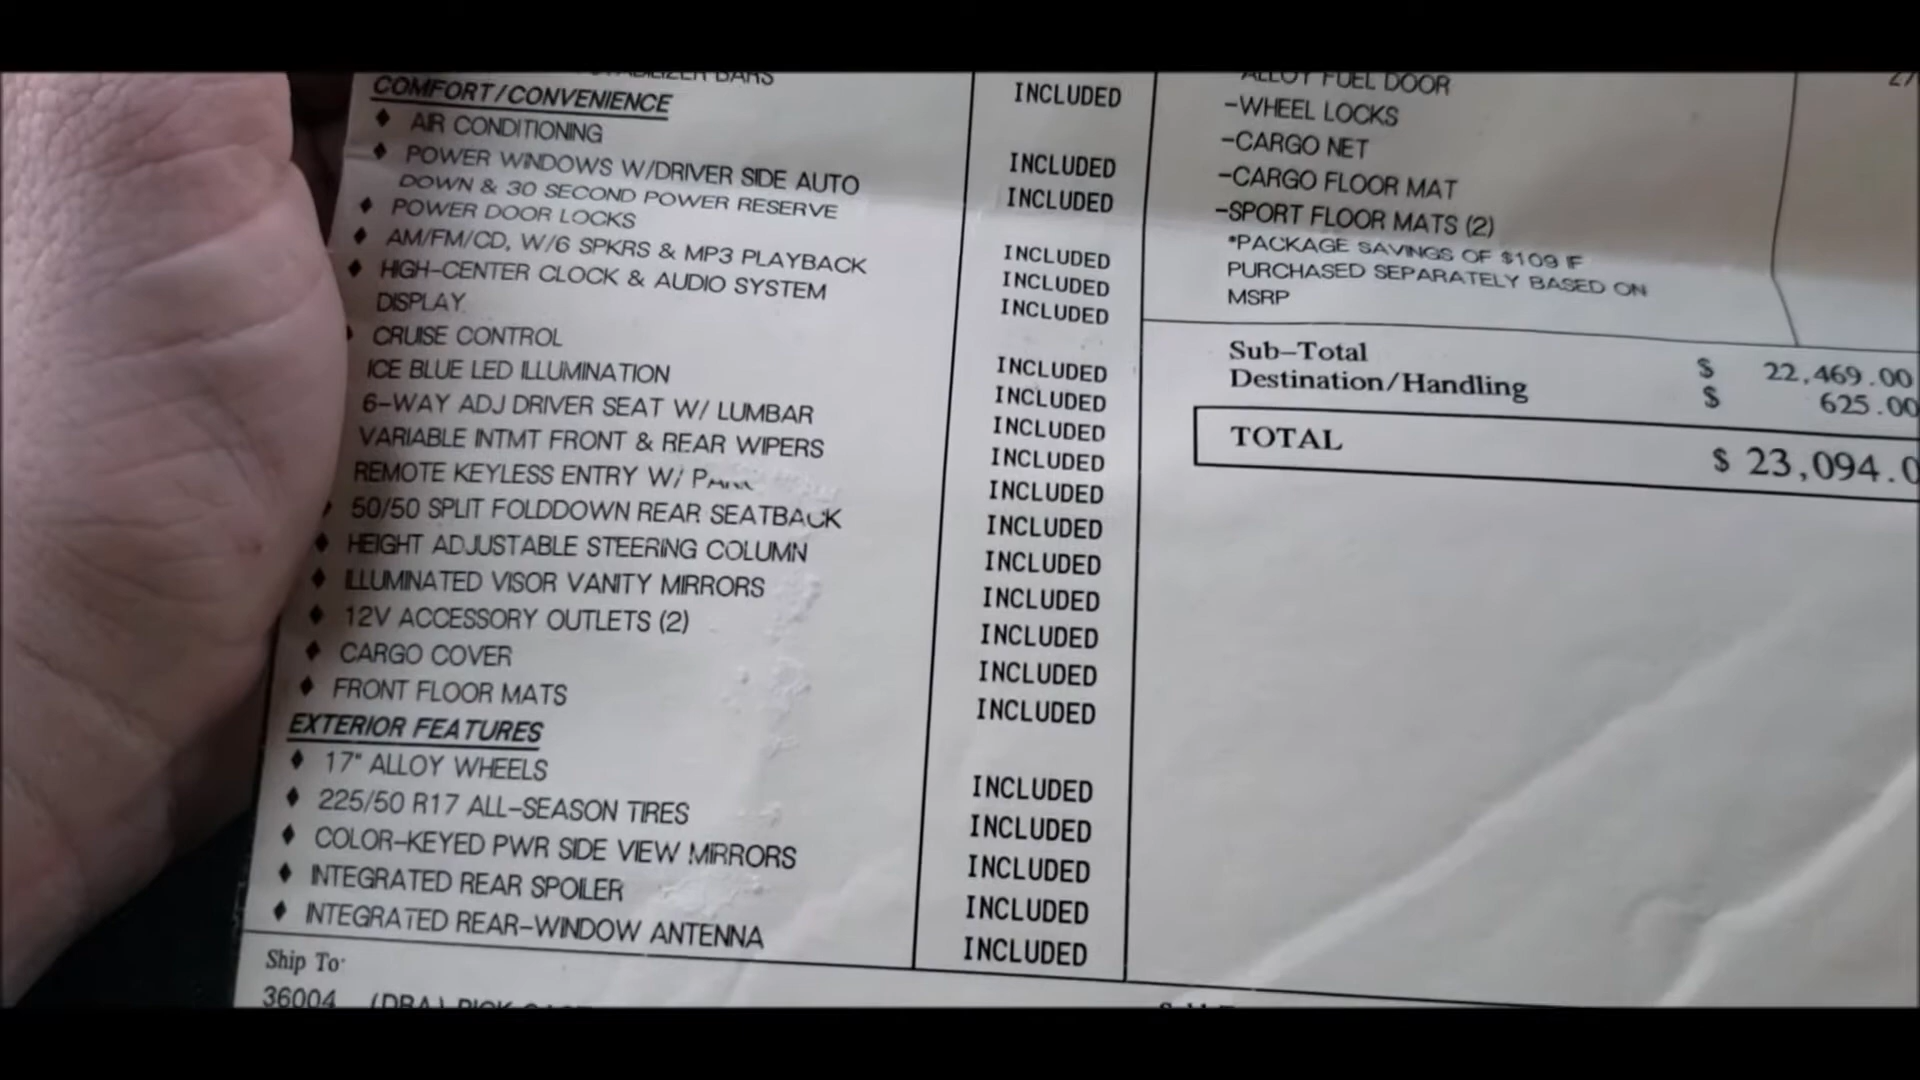 STABILIZER BARS
COMFORT/CONVENIENCE
♦ AIR CONDITIONING INCLUDED
♦ POWER WINDOWS W/DRIVER SIDE AUTO INCLUDED
DOWN & 30 SECOND POWER RESERVE
♦ POWER DOOR LOCKS INCLUDED
♦ AM/FM/CD, W/6 SPKRS & MP3 PLAYBACK INCLUDED
♦ HIGH-CENTER CLOCK & AUDIO SYSTEM INCLUDED
DISPLAY
CRUISE CONTROL INCLUDED
ICE BLUE LED ILLUMINATION INCLUDED
6-WAY ADJ DRIVER SEAT W/ LUMBAR INCLUDED
VARIABLE INTMT FRONT & REAR WIPERS INCLUDED
REMOTE KEYLESS ENTRY W/ INCLUDED
50/50 SPLIT FOLDDOWN REAR SEATBACK INCLUDED
♦ HEIGHT ADJUSTABLE STEERING COLUMN INCLUDED
♦ ILLUMINATED VISOR VANITY MIRRORS INCLUDED
♦ 12V ACCESSORY OUTLETS (2) INCLUDED
♦ CARGO COVER INCLUDED
♦ FRONT FLOOR MATS INCLUDED
EXTERIOR FEATURES
♦ 17" ALLOY WHEELS INCLUDED
♦ 225/50 R17 ALL-SEASON TIRES INCLUDED
♦ COLOR-KEYED PWR SIDE VIEW MIRRORS INCLUDED
♦ INTEGRATED REAR SPOILER INCLUDED
♦ INTEGRATED REAR-WINDOW ANTENNA INCLUDED
Ship To:
36004 (DBA)
ALLOY FUEL DOOR
-WHEEL LOCKS
-CARGO NET
-CARGO FLOOR MAT
-SPORT FLOOR MATS (2)
*PACKAGE SAVINGS OF $109 IF
PURCHASED SEPARATELY BASED ON
MSRP
Sub-Total $ 22,469.00
Destination/Handling $ 625.00
TOTAL $ 23,094.0